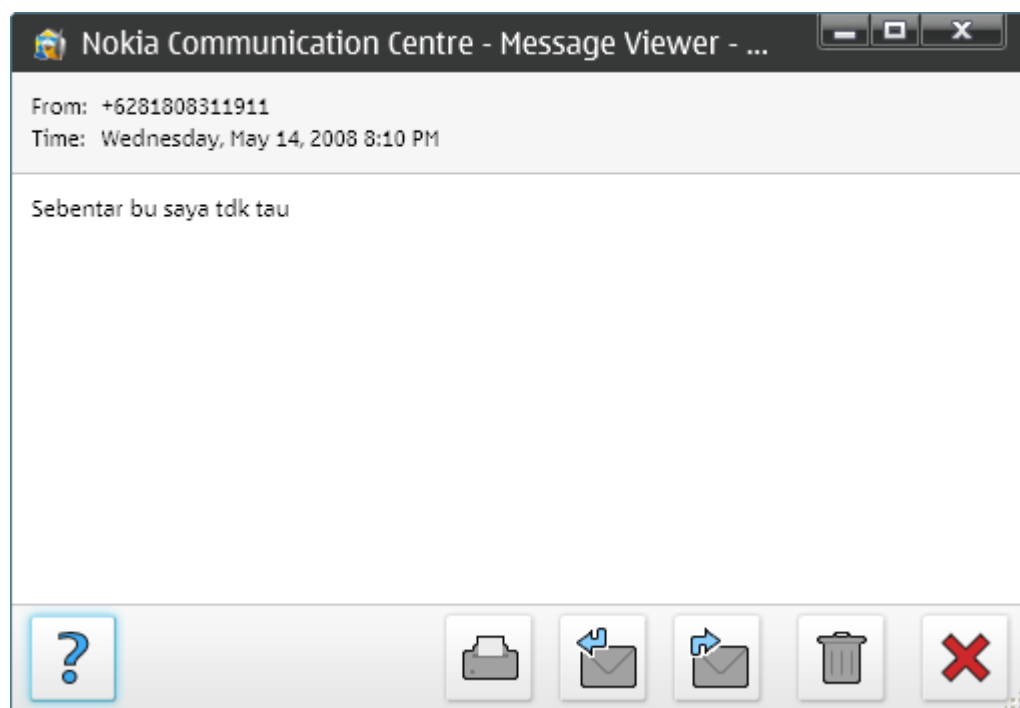 Nokia Communication Centre - Message Viewer - ...
From: +6281808311911
Time: Wednesday, May 14, 2008 8:10 PM
Sebentar bu saya tdk tau